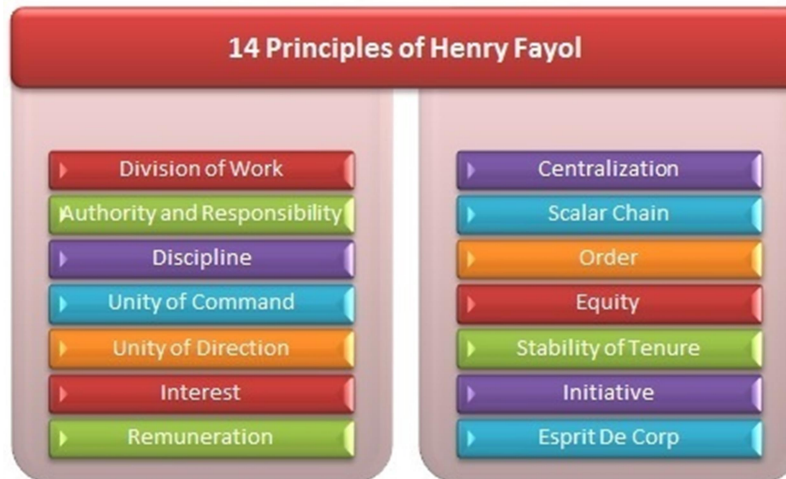 14 Principles of Henry Fayol
Division of Work
Authority and Responsibility
Discipline
Unity of Command
Unity of Direction
Interest
Remuneration
Centralization
Scalar Chain
Order
Equity
Stability of Tenure
Initiative
Esprit De Corp